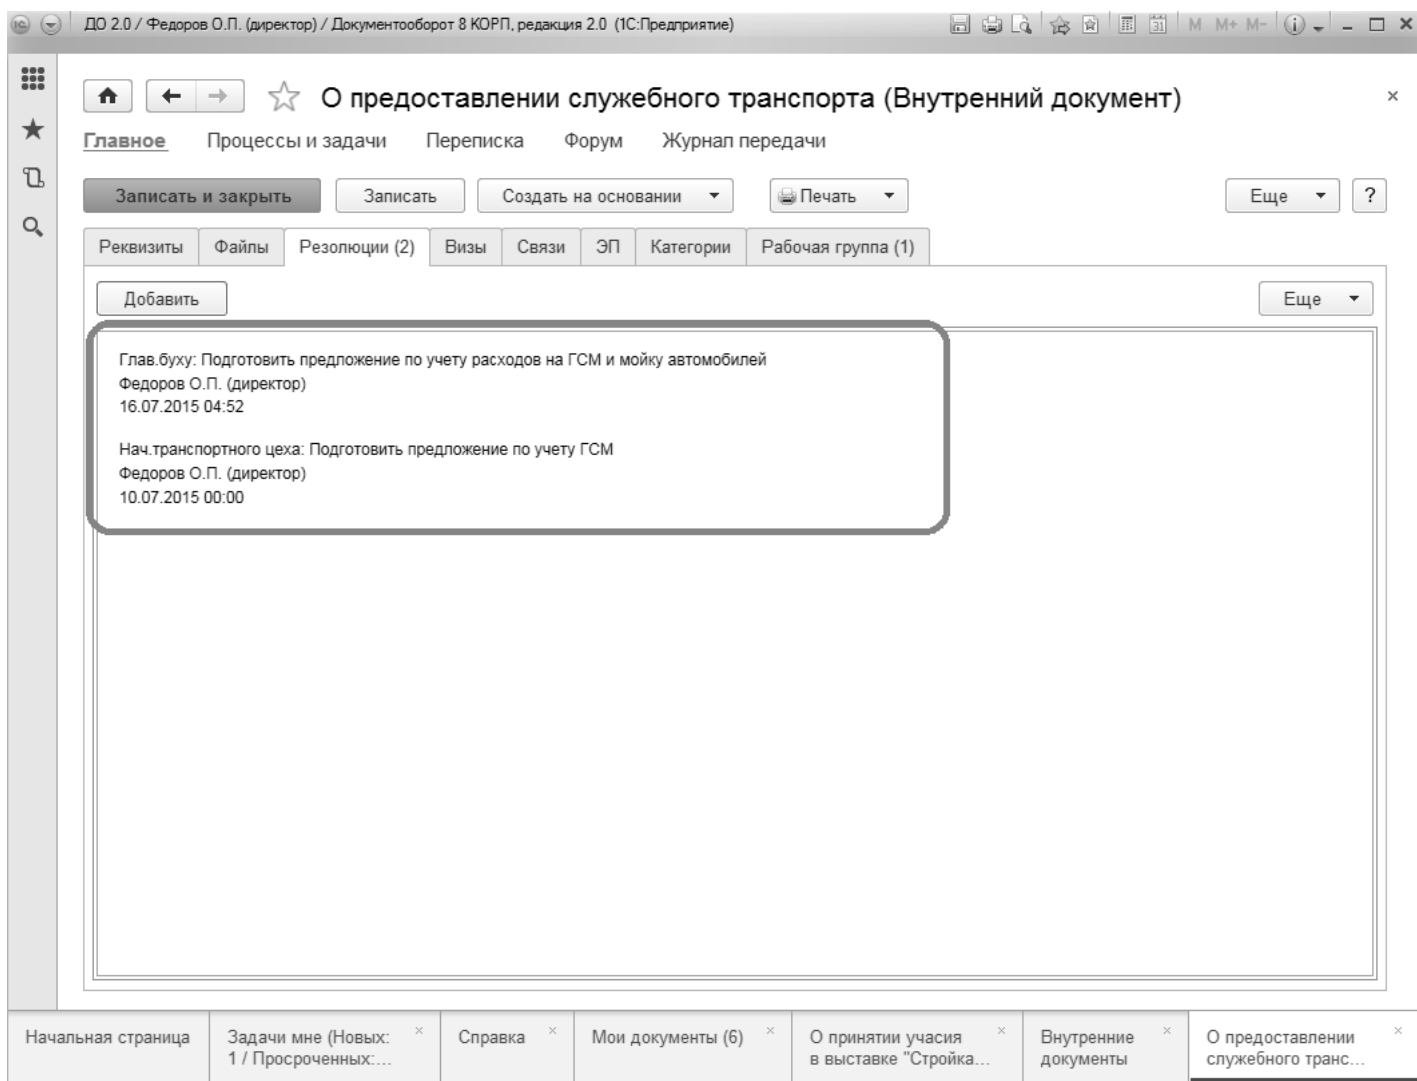 1С ДО 2.0 / Федоров О.П. (директор) / Документооборот 8 КОРП, редакция 2.0 (1С:Предприятие) 31 M M+ M- i
О предоставлении служебного транспорта (Внутренний документ)
Главное Процессы и задачи Переписка Форум Журнал передачи
Записать и закрыть Записать Создать на основании Печать Еще ?
Реквизиты Файлы Резолюции (2) Визы Связи ЭП Категории Рабочая группа (1)
Добавить Еще
Глав.буху: Подготовить предложение по учету расходов на ГСМ и мойку автомобилей
Федоров О.П. (директор)
16.07.2015 04:52
Нач.транспортного цеха: Подготовить предложение по учету ГСМ
Федоров О.П. (директор)
10.07.2015 00:00
Начальная страница
Задачи мне (Новых:
1 / Просроченных:...
Справка
Мои документы (6)
О принятии учасия
в выставке "Стройка...
Внутренние
документы
О предоставлении
служебного транс...